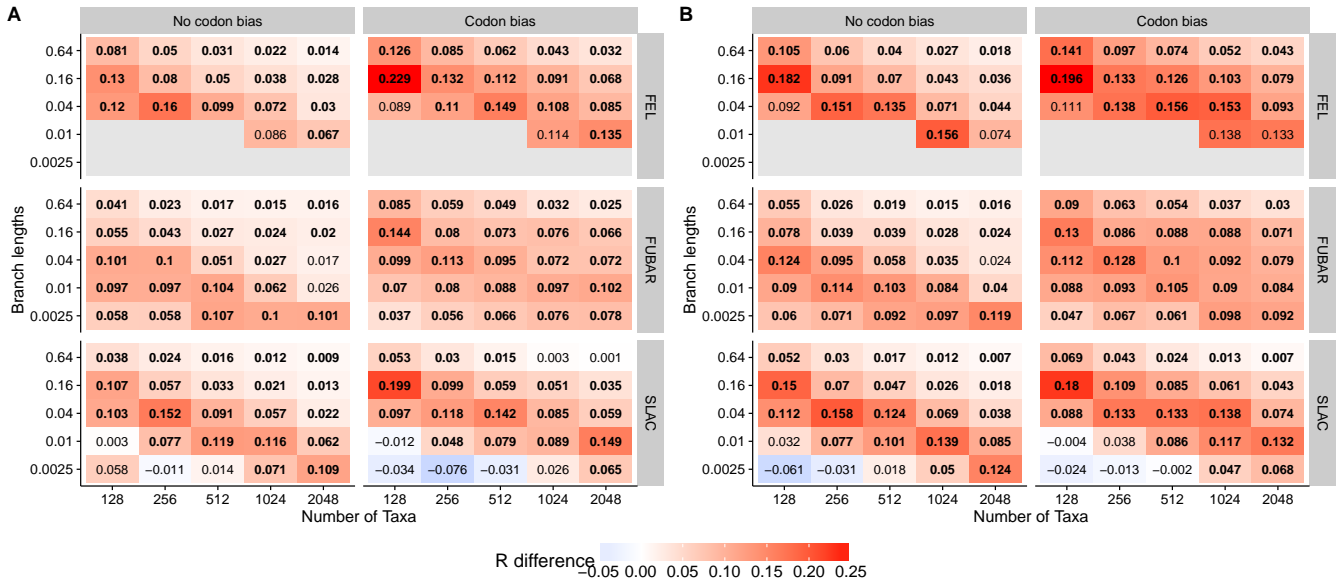 A
B
No codon bias
Codon bias
No codon bias
Codon bias
0.64 0.081 0.05 0.031 0.022 0.014 0.126 0.085 0.062 0.043 0.032 0.105 0.06 0.04 0.027 0.018 0.141 0.097 0.074 0.052 0.043
0.16 0.13 0.08 0.05 0.038 0.028 0.229 0.132 0.112 0.091 0.068 0.182 0.091 0.07 0.043 0.036 0.196 0.133 0.126 0.103 0.079
0.04 0.12 0.16 0.099 0.072 0.03 0.089 0.11 0.149 0.108 0.085 FEL 0.092 0.151 0.135 0.071 0.044 0.111 0.138 0.156 0.153 0.093 FEL
0.01 0.086 0.067 0.114 0.135 0.156 0.074 0.138 0.133
0.0025
0.64 0.041 0.023 0.017 0.015 0.016 0.085 0.059 0.049 0.032 0.025 0.055 0.026 0.019 0.015 0.016 0.09 0.063 0.054 0.037 0.03
0.16 0.055 0.043 0.027 0.024 0.02 0.144 0.08 0.073 0.076 0.066 0.078 0.039 0.039 0.028 0.024 0.13 0.086 0.088 0.088 0.071
Branch lengths 0.04 0.101 0.1 0.051 0.027 0.017 0.099 0.113 0.095 0.072 0.072 FUBAR Branch lengths 0.124 0.095 0.058 0.035 0.024 0.112 0.128 0.1 0.092 0.079 FUBAR
0.01 0.097 0.097 0.104 0.062 0.026 0.07 0.08 0.088 0.097 0.102 0.09 0.114 0.103 0.084 0.04 0.088 0.093 0.105 0.09 0.084
0.0025 0.058 0.058 0.107 0.1 0.101 0.037 0.056 0.066 0.076 0.078 0.06 0.071 0.092 0.097 0.119 0.047 0.067 0.061 0.098 0.092
0.64 0.038 0.024 0.016 0.012 0.009 0.053 0.03 0.015 0.003 0.001 0.052 0.03 0.017 0.012 0.007 0.069 0.043 0.024 0.013 0.007
0.16 0.107 0.057 0.033 0.021 0.013 0.199 0.099 0.059 0.051 0.035 0.15 0.07 0.047 0.026 0.018 0.18 0.109 0.085 0.061 0.043
0.04 0.103 0.152 0.091 0.057 0.022 0.097 0.118 0.142 0.085 0.059 SLAC 0.112 0.158 0.124 0.069 0.038 0.088 0.133 0.133 0.138 0.074 SLAC
0.01 0.003 0.077 0.119 0.116 0.062 −0.012 0.048 0.079 0.089 0.149 0.032 0.077 0.101 0.139 0.085 −0.004 0.038 0.086 0.117 0.132
0.0025 0.058 −0.011 0.014 0.071 0.109 −0.034 −0.076 −0.031 0.026 0.065 −0.061 −0.031 0.018 0.05 0.124 −0.024 −0.013 −0.002 0.047 0.068
128 256 512 1024 2048 128 256 512 1024 2048 128 256 512 1024 2048 128 256 512 1024 2048
Number of Taxa
Number of Taxa
R difference
−0.05 0.00 0.05 0.10 0.15 0.20 0.25